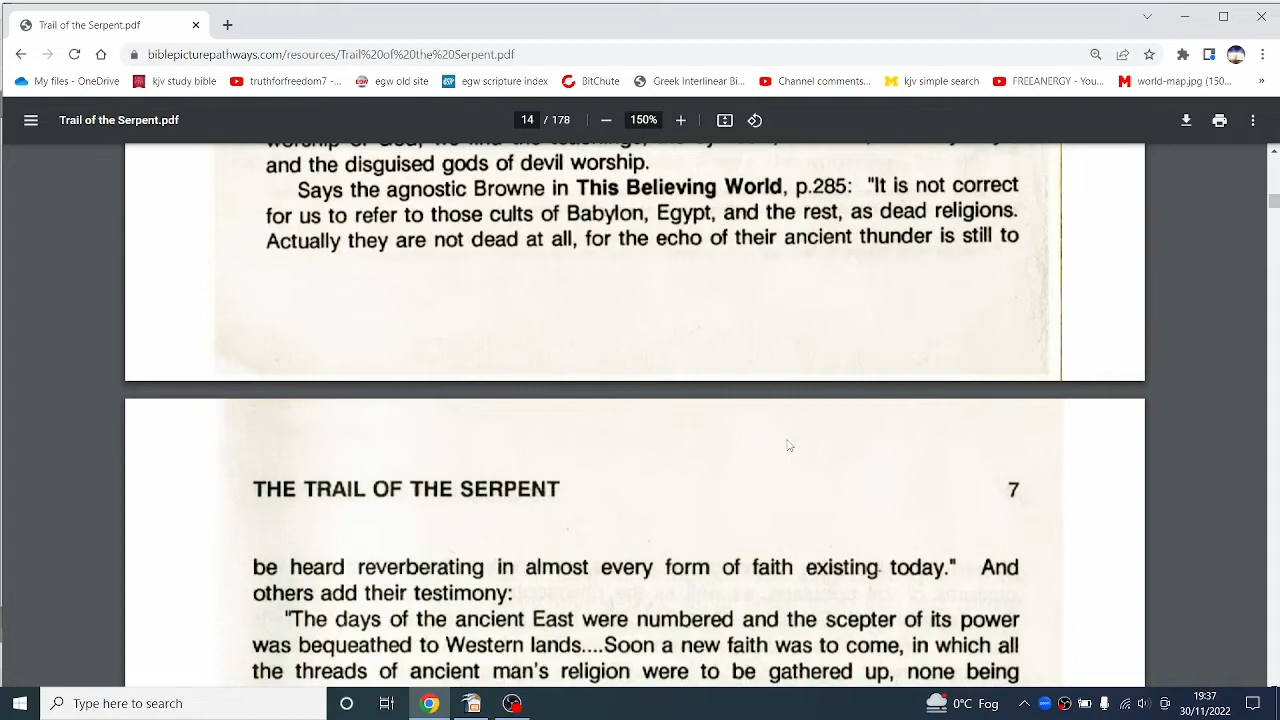 Trail of the Serpent.pdf
biblepicturepathways.com/resources/Trail%20of%20the%20Serpent.pdf
My files - OneDrive
kjv study bible
truthforfreedom7 -...
egw old site
egw scripture index
BitChute
Greek Interlinear Bi...
Channel comments...
kjv simple search
FREEANERGY - You...
world-map.jpg (150...
Trail of the Serpent.pdf
14 / 178
150%
and the disguised gods of devil worship.
Says the agnostic Browne in This Believing World, p.285: "It is not correct
for us to refer to those cults of Babylon, Egypt, and the rest, as dead religions.
Actually they are not dead at all, for the echo of their ancient thunder is still to
THE TRAIL OF THE SERPENT 7
be heard reverberating in almost every form of faith existing today." And
others add their testimony:
"The days of the ancient East were numbered and the scepter of its power
was bequeathed to Western lands....Soon a new faith was to come, in which all
the threads of ancient man's religion were to be gathered up, none being
Type here to search
0°C Fog
19:37
30/11/2022